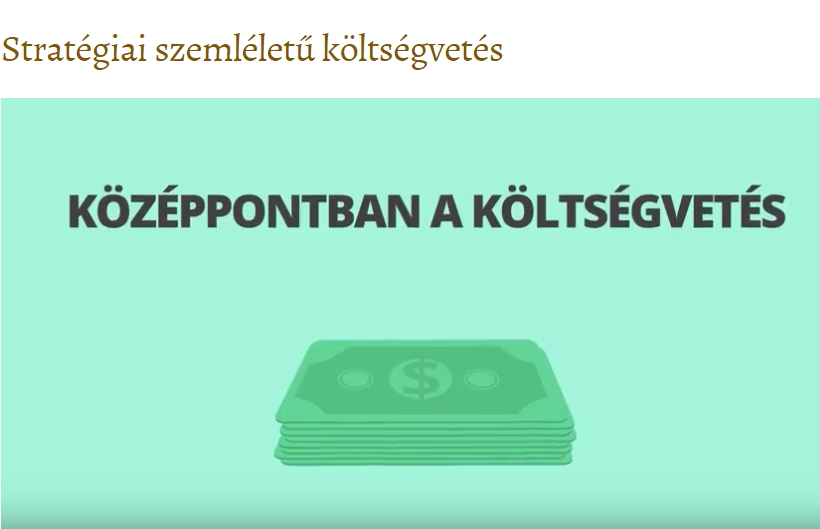 Stratégiai szemléletű költségvetés
KÖZÉPPONTBAN A KÖLTSÉGVETÉS
$